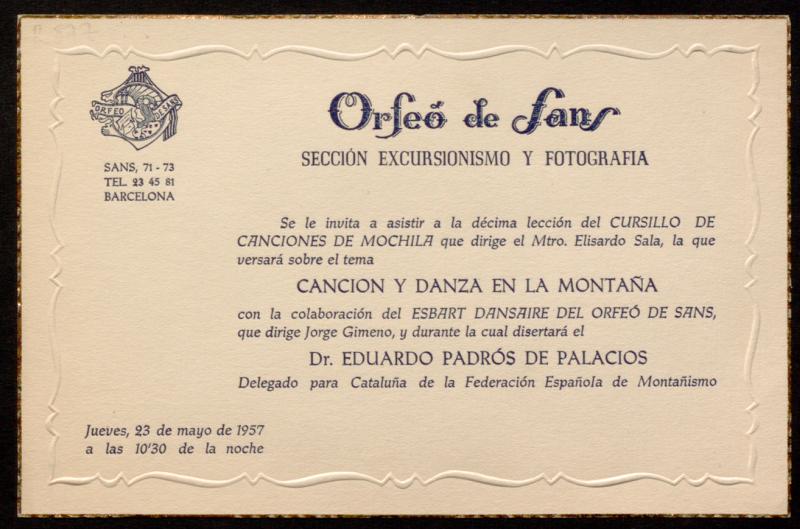 ORFEO DE SANS
Orfeó de Sans
SECCIÓN EXCURSIONISMO Y FOTOGRAFIA
SANS, 71 - 73
TEL. 23 45 81
BARCELONA
Se le invita a asistir a la décima lección del CURSILLO DE
CANCIONES DE MOCHILA que dirige el Mtro. Elisardo Sala, la que
versará sobre el tema
CANCION Y DANZA EN LA MONTAÑA
con la colaboración del ESBART DANSAIRE DEL ORFEÓ DE SANS,
que dirige Jorge Gimeno, y durante la cual disertará el
Dr. EDUARDO PADRÓS DE PALACIOS
Delegado para Cataluña de la Federación Española de Montañismo
Jueves, 23 de mayo de 1957
a las 10'30 de la noche